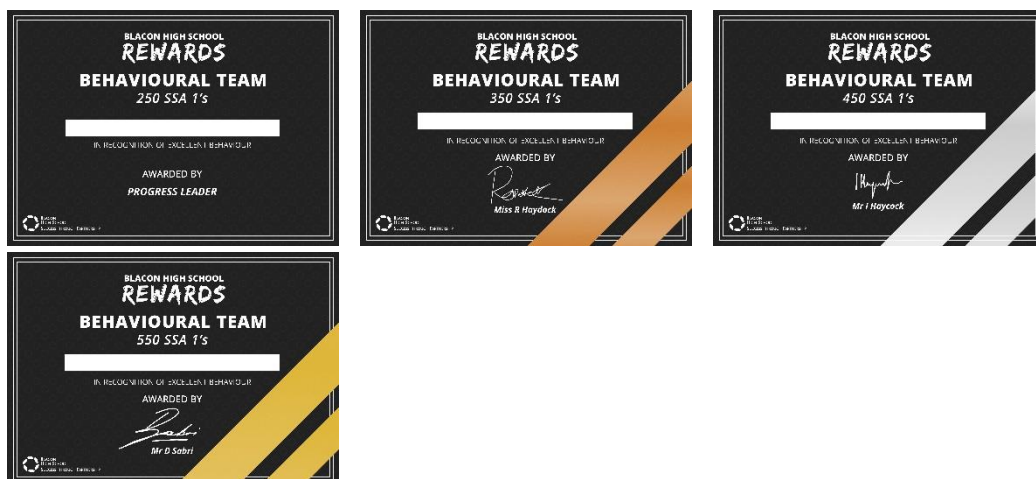 BLACON HIGH SCHOOL
REWARDS
BEHAVIOURAL TEAM
250 SSA 1's
IN RECOGNITION OF EXCELLENT BEHAVIOUR
AWARDED BY
PROGRESS LEADER
BLACON HIGH SCHOOL
REWARDS
BEHAVIOURAL TEAM
350 SSA 1's
IN RECOGNITION OF EXCELLENT BEHAVIOUR
AWARDED BY
Miss R Haydock
BLACON HIGH SCHOOL
REWARDS
BEHAVIOURAL TEAM
450 SSA 1's
IN RECOGNITION OF EXCELLENT BEHAVIOUR
AWARDED BY
Mr I Haycock
BLACON HIGH SCHOOL
REWARDS
BEHAVIOURAL TEAM
550 SSA 1's
IN RECOGNITION OF EXCELLENT BEHAVIOUR
AWARDED BY
Sabri
Mr D Sabri